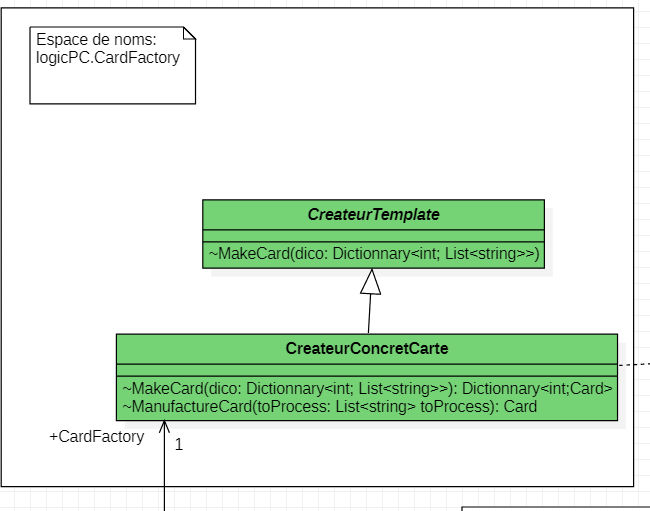 Espace de noms:
logicPC.CardFactory
CreateurTemplate
~MakeCard(dico: Dictionnary<int; List<string>>)
CreateurConcretCarte
~MakeCard(dico: Dictionnary<int; List<string>>): Dictionnary<int;Card>
~ManufactureCard(toProcess: List<string> toProcess): Card
+CardFactory
1